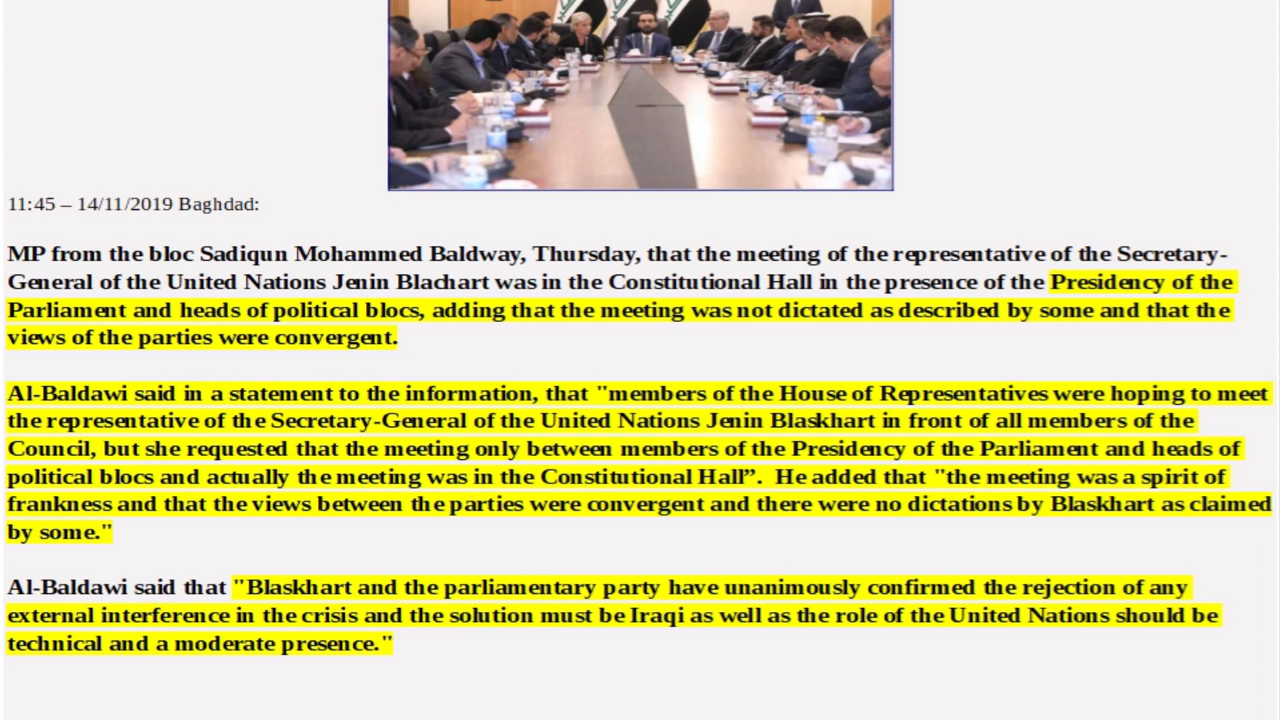 11:45 – 14/11/2019 Baghdad:
MP from the bloc Sadiqun Mohammed Baldway, Thursday, that the meeting of the representative of the Secretary-
General of the United Nations Jenin Blachart was in the Constitutional Hall in the presence of the Presidency of the
Parliament and heads of political blocs, adding that the meeting was not dictated as described by some and that the
views of the parties were convergent.
Al-Baldawi said in a statement to the information, that "members of the House of Representatives were hoping to meet
the representative of the Secretary-General of the United Nations Jenin Blaskhart in front of all members of the
Council, but she requested that the meeting only between members of the Presidency of the Parliament and heads of
political blocs and actually the meeting was in the Constitutional Hall”.  He added that "the meeting was a spirit of
frankness and that the views between the parties were convergent and there were no dictations by Blaskhart as claimed
by some."
Al-Baldawi said that "Blaskhart and the parliamentary party have unanimously confirmed the rejection of any
external interference in the crisis and the solution must be Iraqi as well as the role of the United Nations should be
technical and a moderate presence."